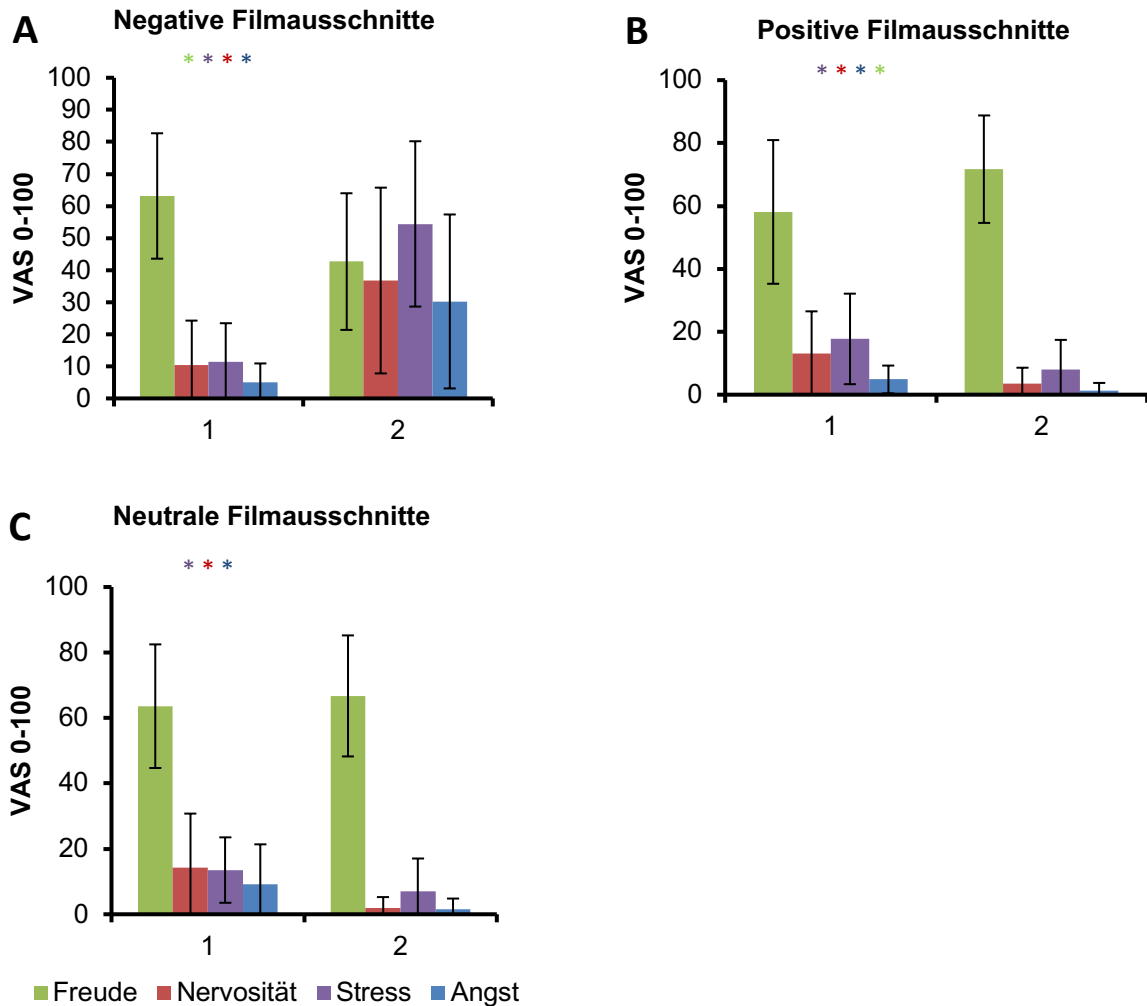 A
Negative Filmausschnitte
* * * *
VAS 0-100
100
90
80
70
60
50
40
30
20
10
0
1 2
B
Positive Filmausschnitte
* * * *
VAS 0-100
100
80
60
40
20
0
1 2
C
Neutrale Filmausschnitte
* * *
VAS 0-100
100
80
60
40
20
0
1 2
Freude Nervosität Stress Angst